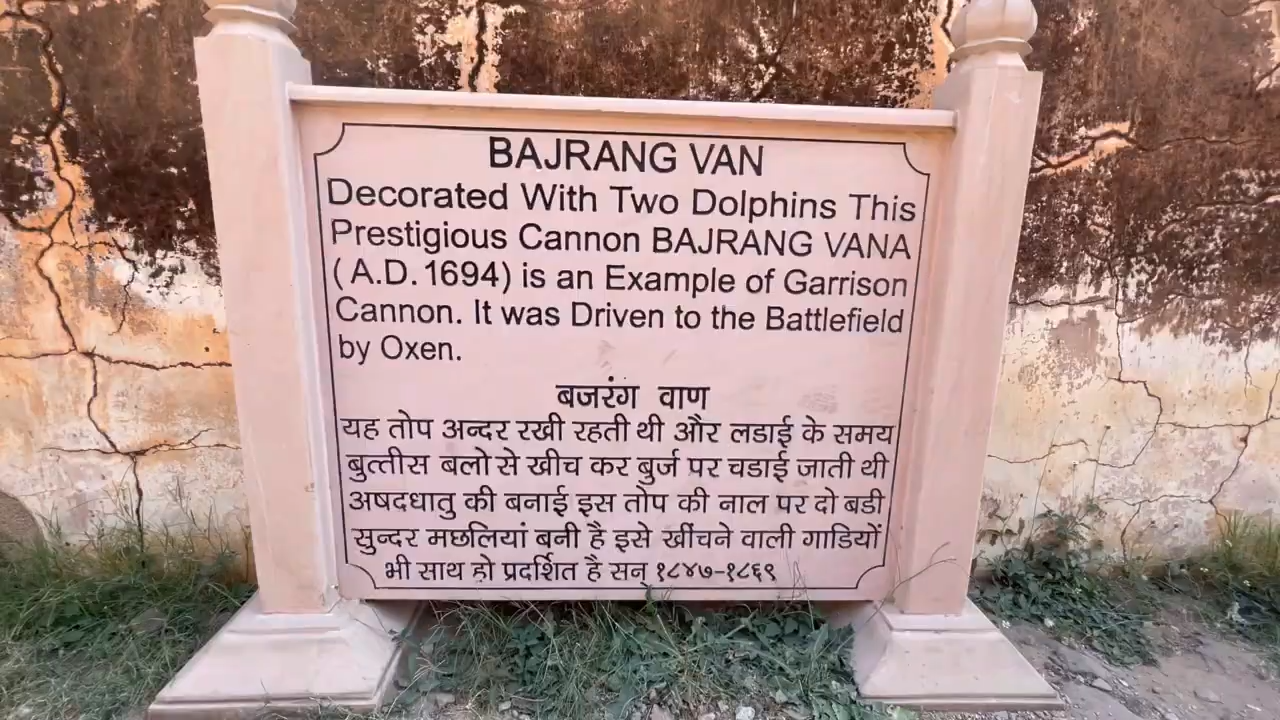 BAJRANG VAN
Decorated With Two Dolphins This
Prestigious Cannon BAJRANG VANA
( A.D. 1694) is an Example of Garrison
Cannon. It was Driven to the Battlefield
by Oxen.
बजरंग वाण
यह तोप अन्दर रखी रहती थी और लडाई के समय
बुत्तीस बलो से खीच कर बुर्ज पर चडाई जाती थी
अषदधातु की बनाई इस तोप की नाल पर दो बडी
सुन्दर मछलियां बनी है इसे खींचने वाली गाडियों
भी साथ हो प्रदर्शित है सन् १८४७-१८६९